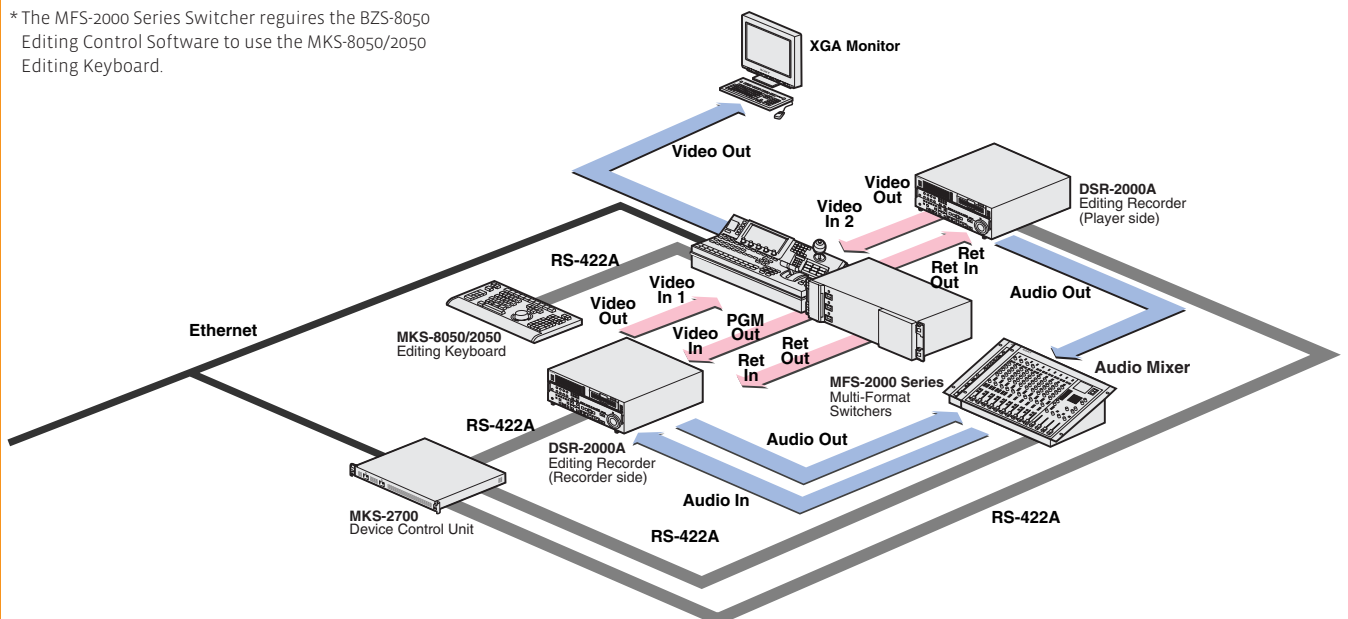 * The MFS-2000 Series Switcher reguires the BZS-8050
Editing Control Software to use the MKS-8050/2050
Editing Keyboard.
XGA Monitor
Video Out
Video
Out
DSR-2000A
Editing Recorder
(Player side)
Video
In 2
Ret
In
Ret
Out
Audio Out
RS-422A
Video
In 1
Video
Out
MKS-8050/2050
Editing Keyboard
Ethernet
PGM
Out
Video
In
Ret
Out
Ret
In
MFS-2000 Series
Multi-Format
Switchers
Audio Mixer
RS-422A
DSR-2000A
Editing Recorder
(Recorder side)
Audio Out
Audio In
MKS-2700
Device Control Unit
RS-422A
RS-422A